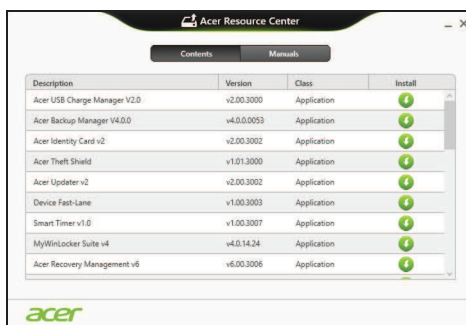 Acer Resource Center
Contents Manuals
Description Version Class Install
Acer USB Charge Manager V2.0 v2.00.3000 Application
Acer Backup Manager V4.0.0 v4.0.0.0053 Application
Acer Identity Card v2 v2.00.3002 Application
Acer Theft Shield v1.01.3000 Application
Acer Updater v2 v2.00.3002 Application
Device Fast-Lane v1.00.3003 Application
Smart Timer v1.0 v1.00.3007 Application
MyWinLocker Suite v4 v4.0.14.24 Application
Acer Recovery Management v6 v6.00.3006 Application
acer